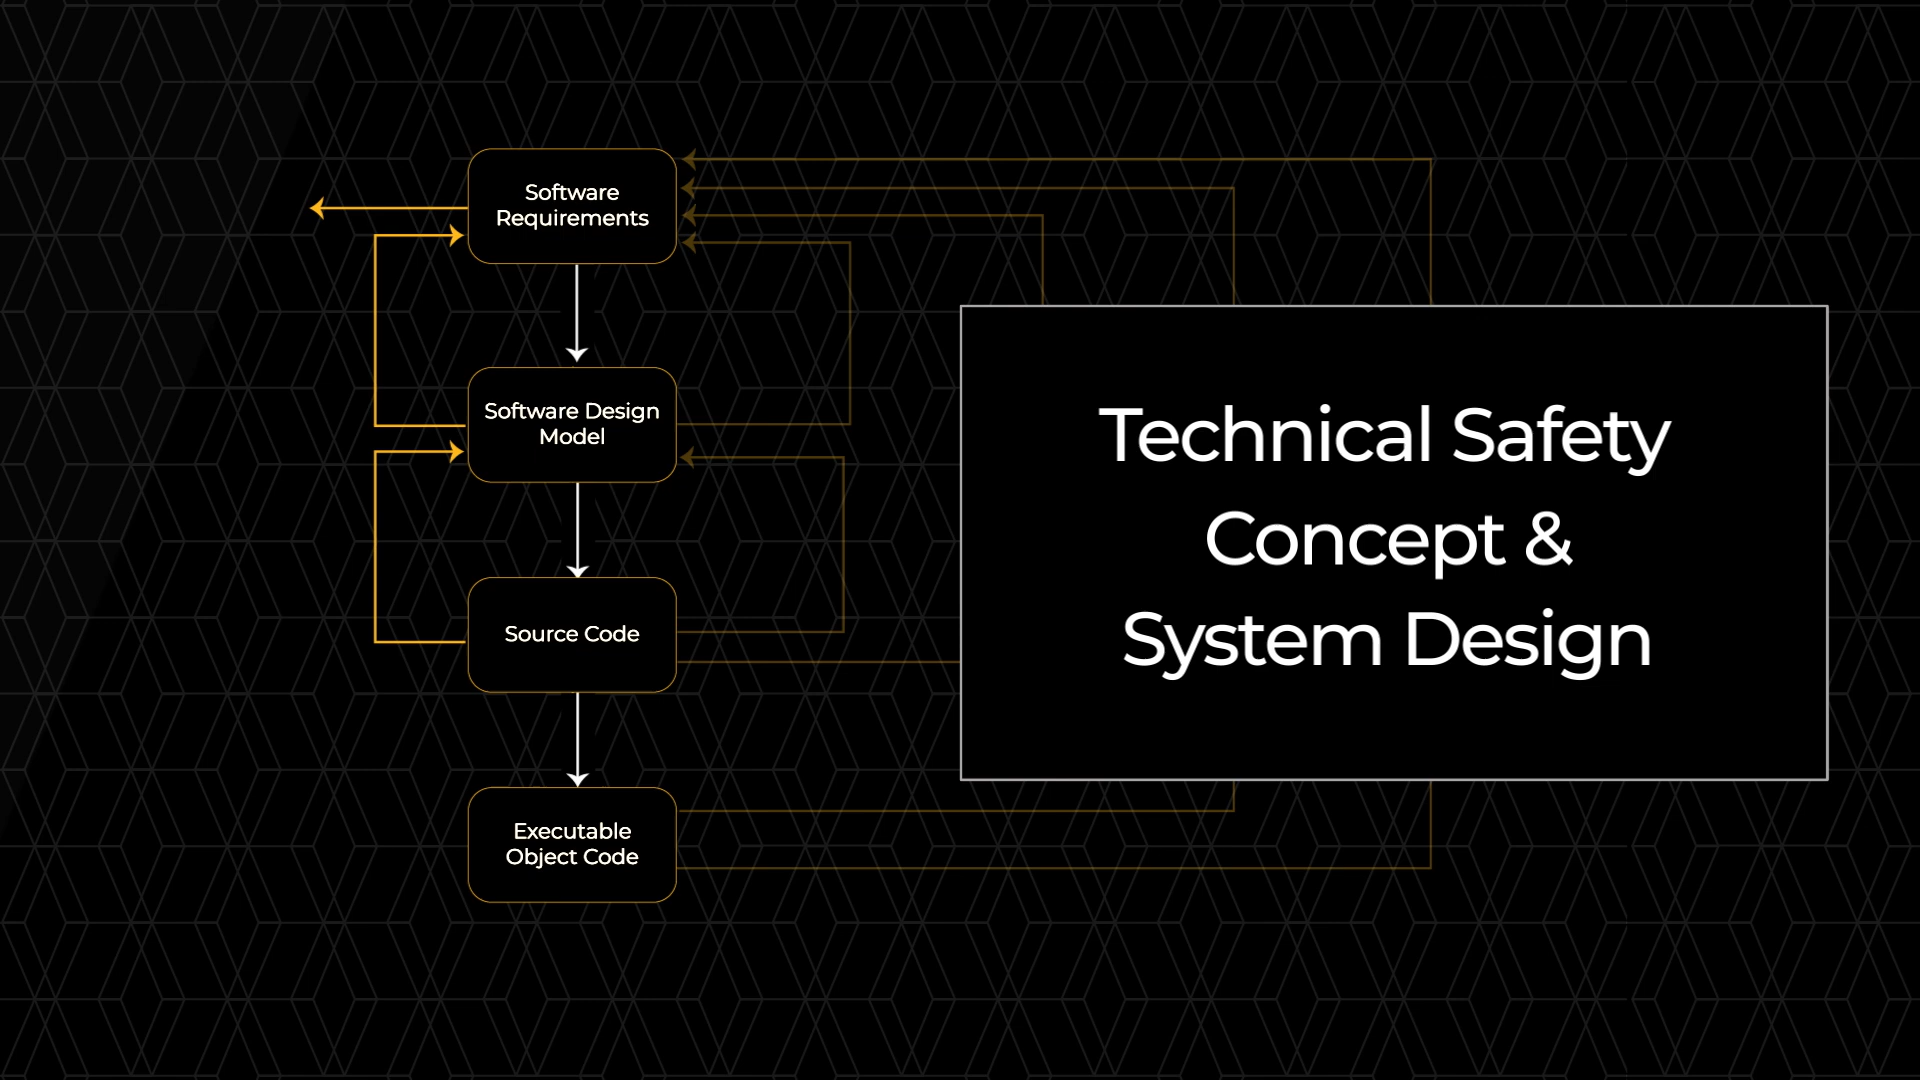 Software
Requirements
Software Design
Model
Source Code
Executable
Object Code
Technical Safety
Concept &
System Design